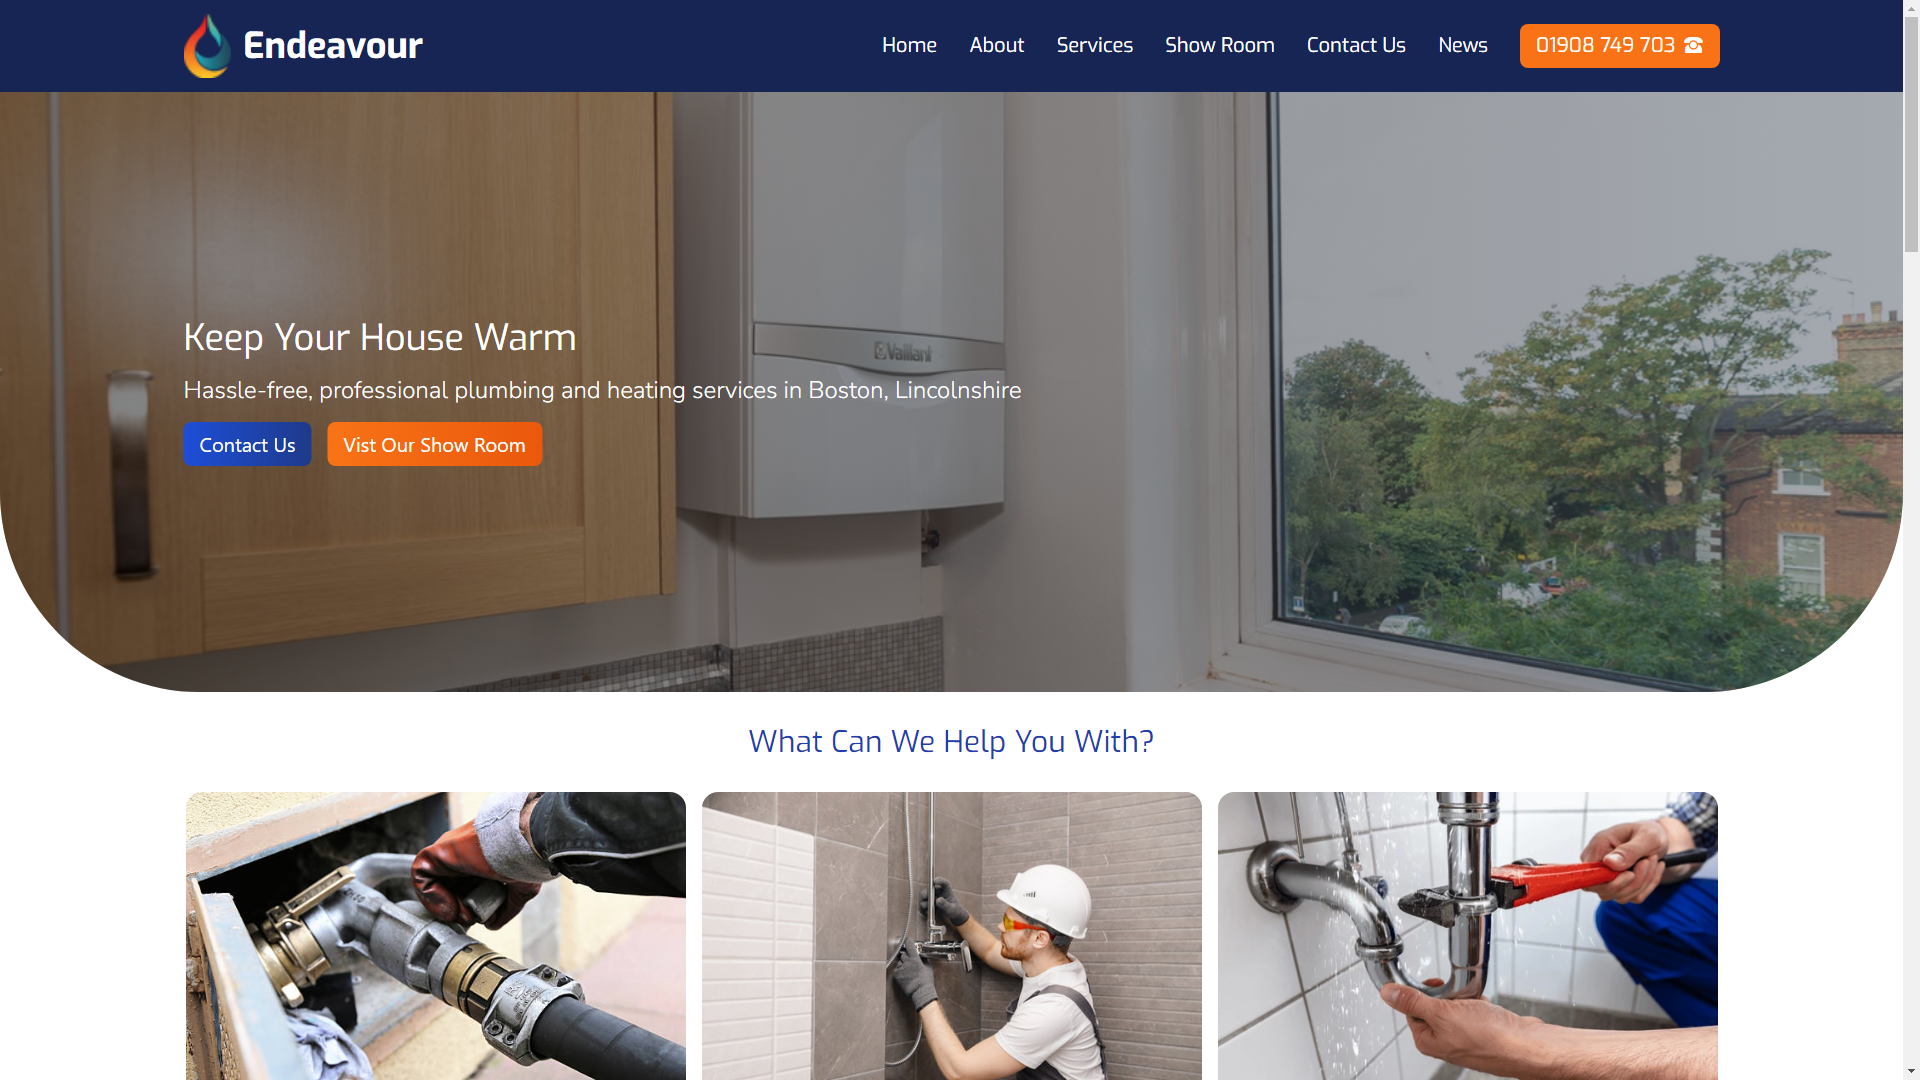 Endeavour
Home
About
Services
Show Room
Contact Us
News
01908 749 703
Keep Your House Warm
Vaillant
Hassle-free, professional plumbing and heating services in Boston, Lincolnshire
Contact Us
Vist Our Show Room
What Can We Help You With?